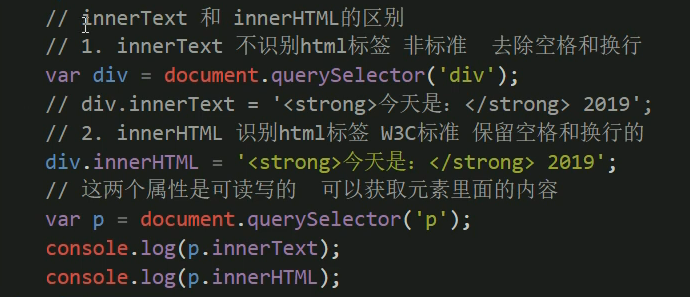 // innerText 和 innerHTML的区别
// 1. innerText 不识别html标签 非标准  去除空格和换行
var div = document.querySelector('div');
// div.innerText = '<strong>今天是：</strong> 2019';
// 2. innerHTML 识别html标签 W3C标准 保留空格和换行的
div.innerHTML = '<strong>今天是：</strong> 2019';
// 这两个属性是可读写的  可以获取元素里面的内容
var p = document.querySelector('p');
console.log(p.innerText);
console.log(p.innerHTML);